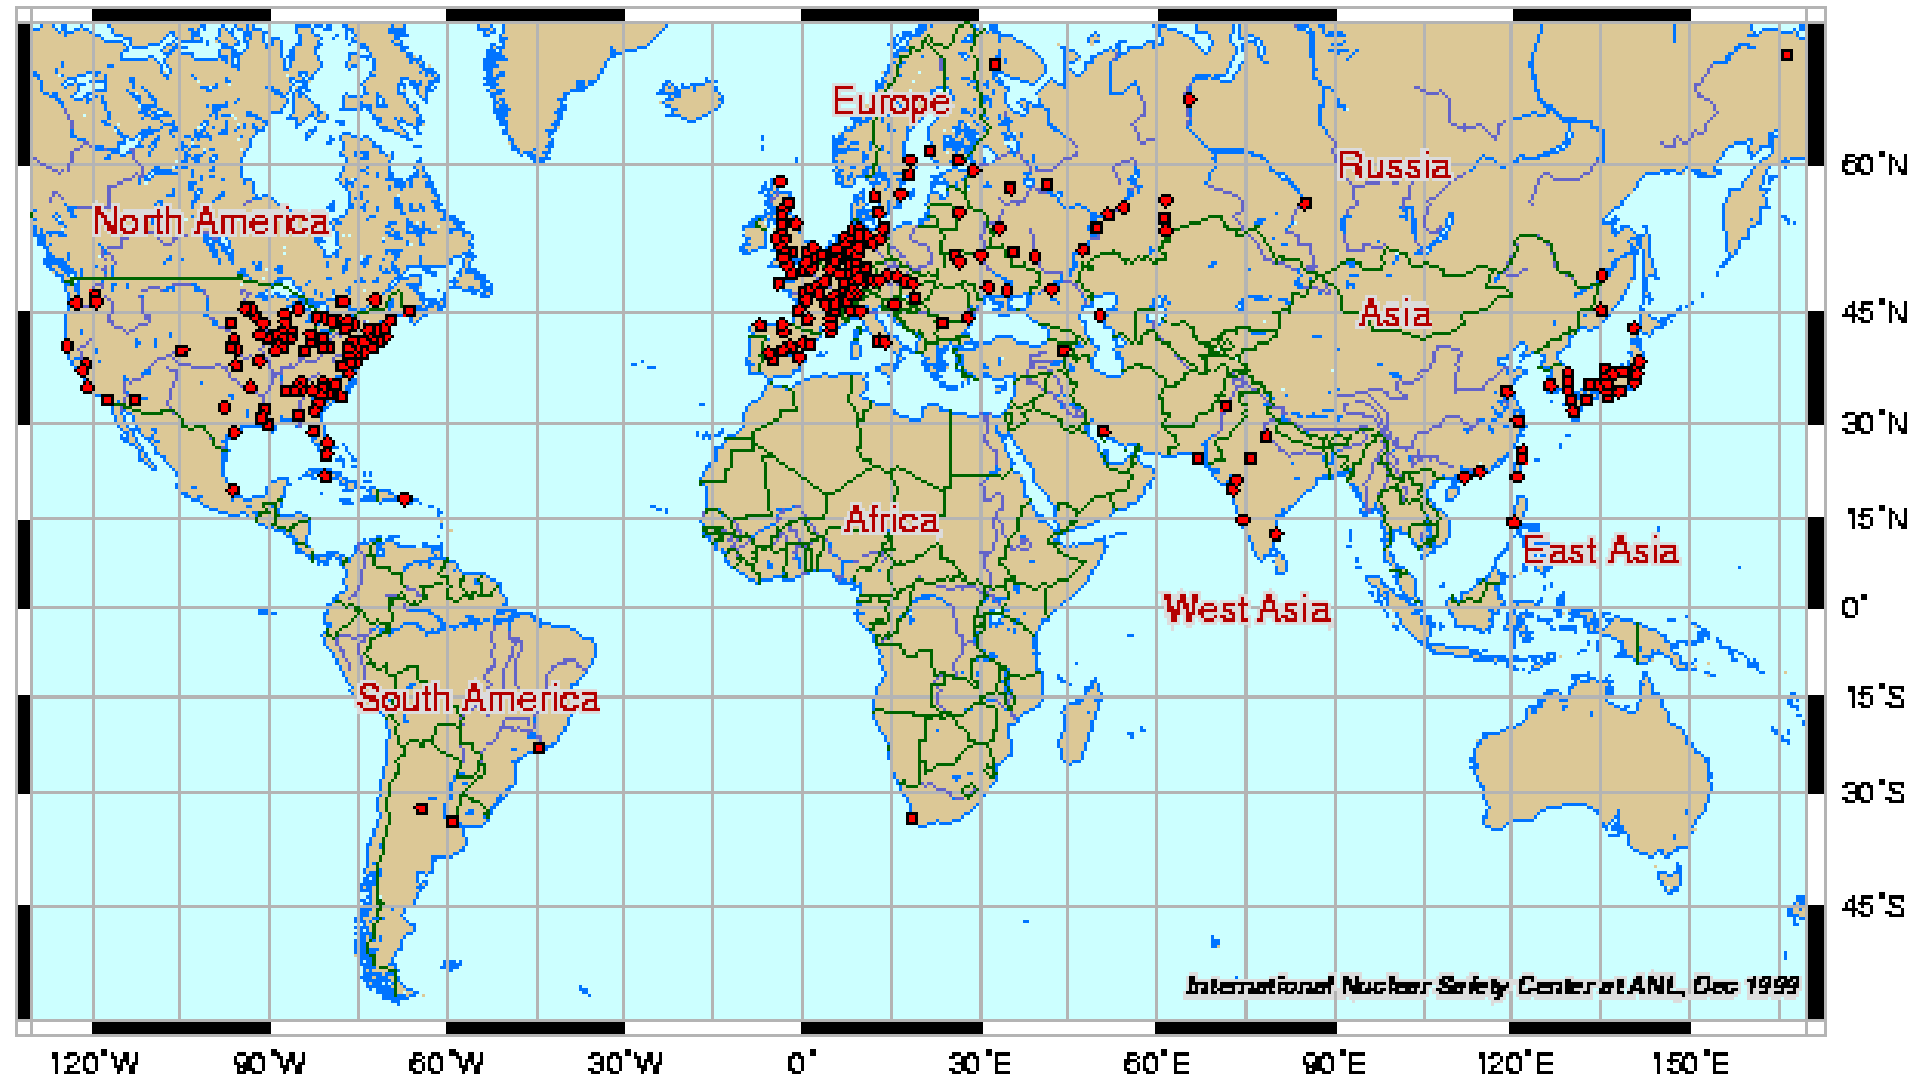 Europe
Russia
North America
Asia
Africa
East Asia
West Asia
South America
International Nuclear Safety Center at ANL, Dec 1999
60°N
45°N
30°N
15°N
0°
15°S
30°S
45°S
120°W 90°W 60°W 30°W 0° 30°E 60°E 90°E 120°E 150°E